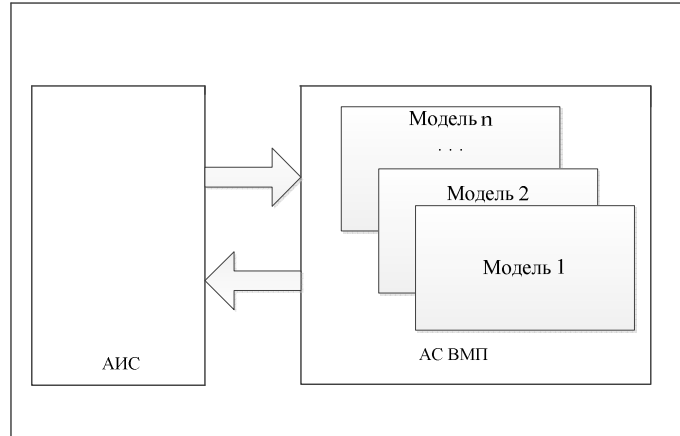 Модель n
. . .
Модель 2
Модель 1
АИС
АС ВМП